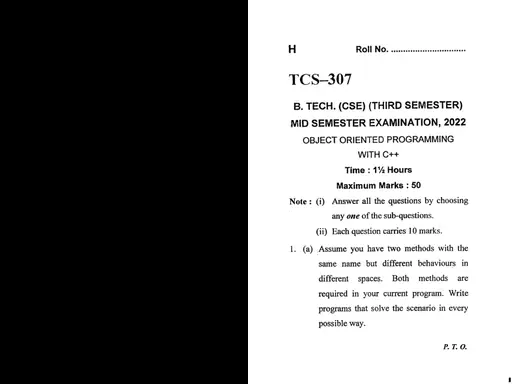 H Roll No. ..............................
TCS–307
B. TECH. (CSE) (THIRD SEMESTER)
MID SEMESTER EXAMINATION, 2022
OBJECT ORIENTED PROGRAMMING
WITH C++
Time : 1½ Hours
Maximum Marks : 50
Note : (i) Answer all the questions by choosing
any one of the sub-questions.
(ii) Each question carries 10 marks.
1. (a) Assume you have two methods with the
same name but different behaviours in
different spaces. Both methods are
required in your current program. Write
programs that solve the scenario in every
possible way.
P. T. O.